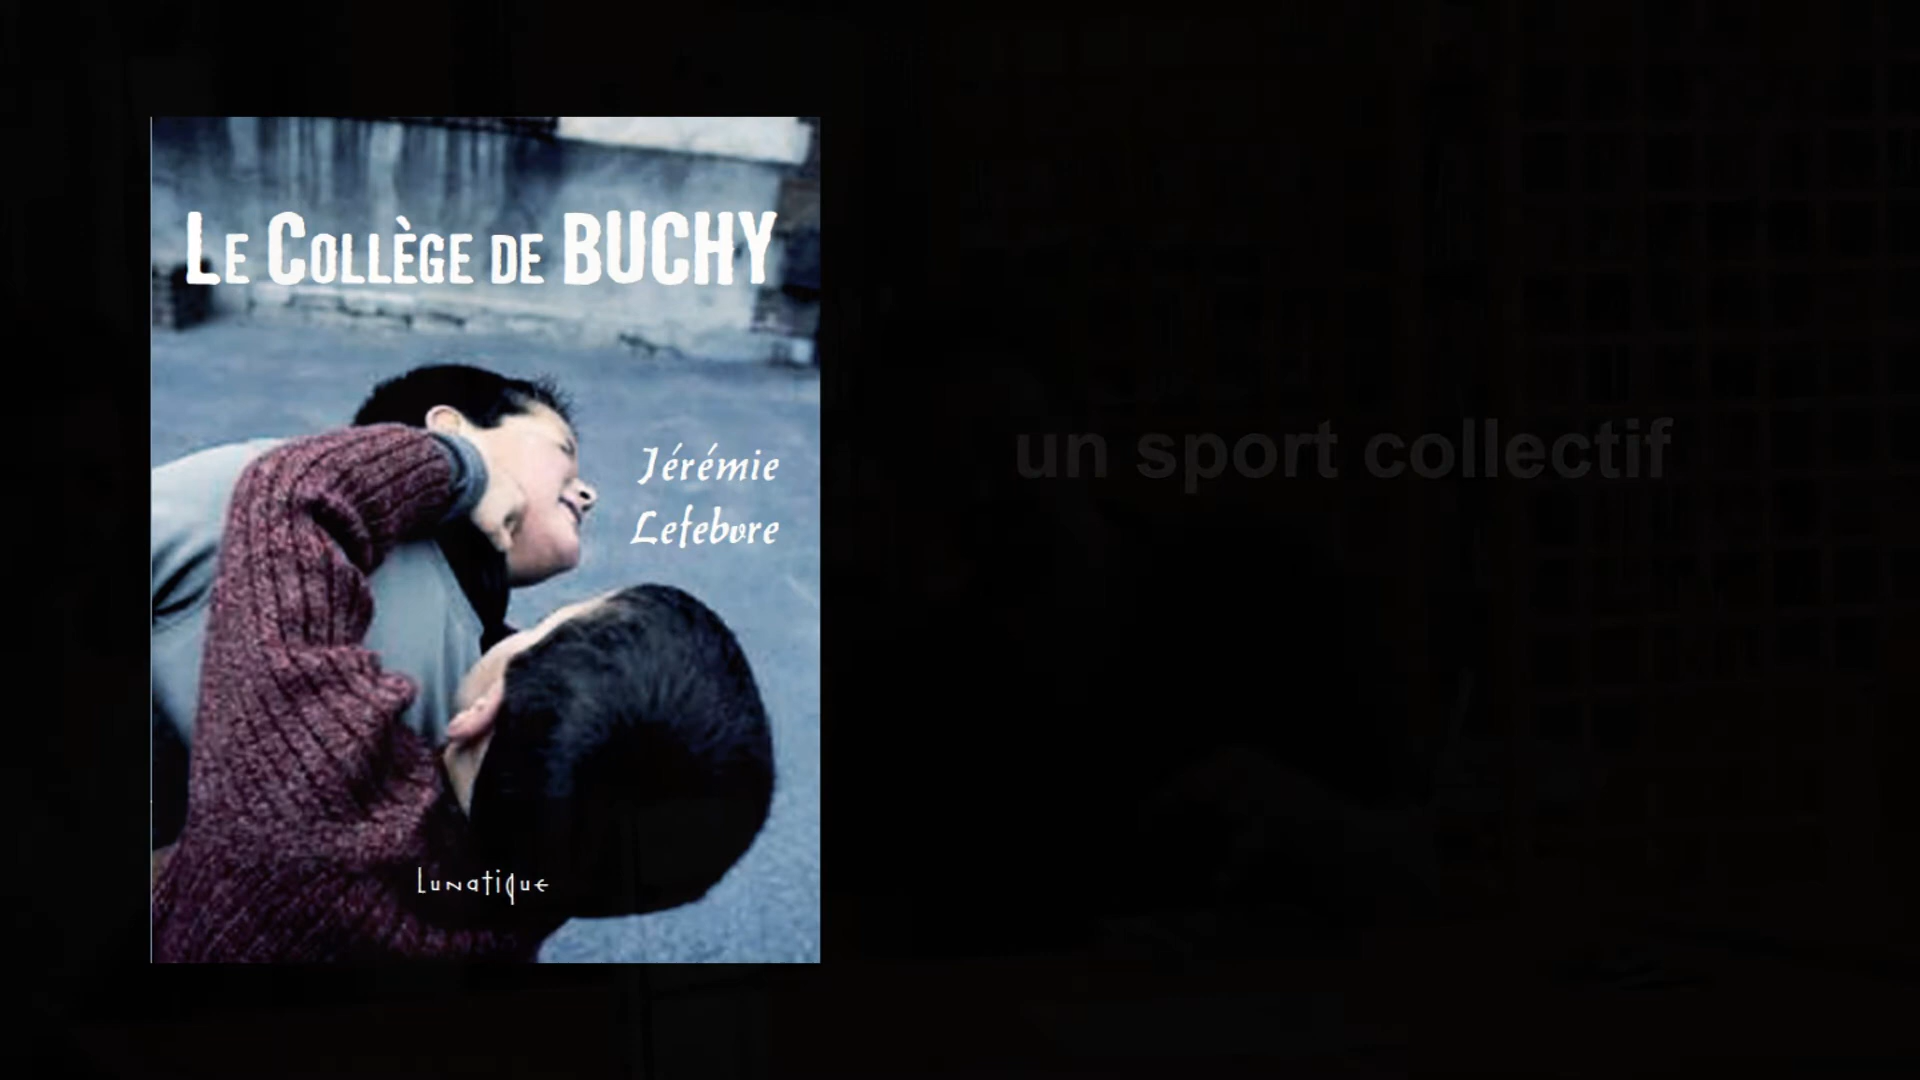 LE COLLÈGE DE BUCHY
Jérémie
Lefebvre
Lunatique
un sport collectif